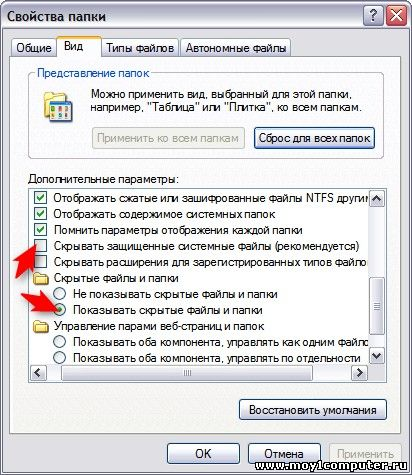 Свойства папки
Общие Вид Типы файлов Автономные файлы
Представление папок
Можно применить вид, выбранный для этой папки,
например, "Таблица" или "Плитка", ко всем папкам.
Применить ко всем папкам Сброс для всех папок
Дополнительные параметры:
Отображать сжатые или зашифрованные файлы NTFS другим
Отображать содержимое системных папок
Помнить параметры отображения каждой папки
Скрывать защищенные системные файлы (рекомендуется)
Скрывать расширения для зарегистрированных типов файлов
Скрытые файлы и папки
Не показывать скрытые файлы и папки
Показывать скрытые файлы и папки
Управление парами веб-страниц и папок
Показывать оба компонента, управлять как одним файлом
Показывать оба компонента, управлять по отдельности
Восстановить умолчания
ОК Отмена Применить
www.moy1computer.ru